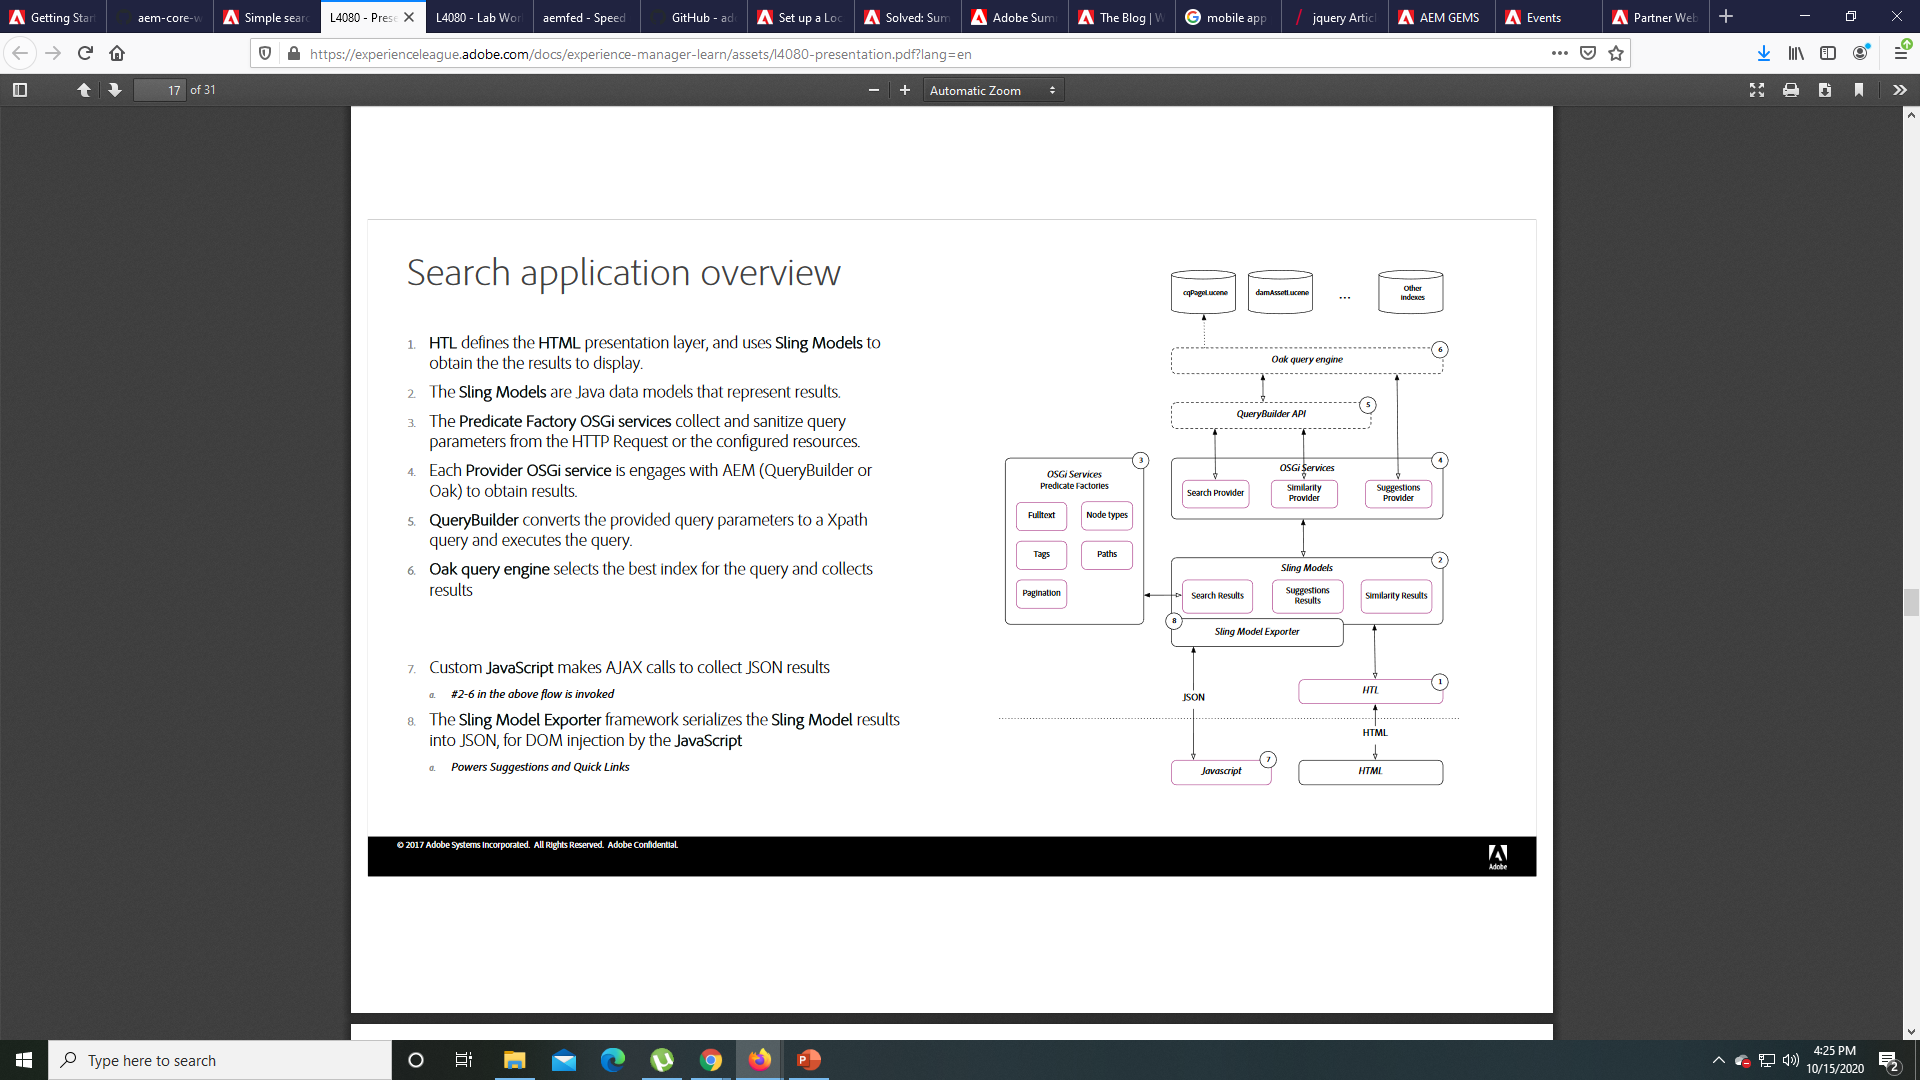 Getting Start
aem-core-w
Simple sear
L4080 - Pres
L4080 - Lab Wor
aemfed - Speed
GitHub - ad
Set up a Loc
Solved: Sum
Adobe Sum
The Blog | W
mobile app
jquery Artic
AEM GEMS
Events
Partner Web
https://experienceleague.adobe.com/docs/experience-manager-learn/assets/l4080-presentation.pdf?lang=en
17 of 31
Automatic Zoom
Search application overview
1. HTL defines the HTML presentation layer, and uses Sling Models to
obtain the the results to display.
2. The Sling Models are Java data models that represent results.
3. The Predicate Factory OSGi services collect and sanitize query
parameters from the HTTP Request or the configured resources.
4. Each Provider OSGi service is engages with AEM (QueryBuilder or
Oak) to obtain results.
5. QueryBuilder converts the provided query parameters to a Xpath
query and executes the query.
6. Oak query engine selects the best index for the query and collects
results
7. Custom JavaScript makes AJAX calls to collect JSON results
a. #2-6 in the above flow is invoked
8. The Sling Model Exporter framework serializes the Sling Model results
into JSON, for DOM injection by the JavaScript
a. Powers Suggestions and Quick Links
cqPageLucene
damAssetLucene
...
Other
Indexes
Oak query engine
6
QueryBuilder API
5
OSGi Services
Predicate Factories
3
Fulltext
Node types
Tags
Paths
Pagination
OSGi Services
4
Search Provider
Similarity
Provider
Suggestions
Provider
Sling Models
2
Search Results
Suggestions
Results
Similarity Results
8
Sling Model Exporter
HTL
1
JSON
HTML
Javascript
7
HTML
© 2017 Adobe Systems Incorporated. All Rights Reserved. Adobe Confidential.
Adobe
Type here to search
4:25 PM
10/15/2020
2